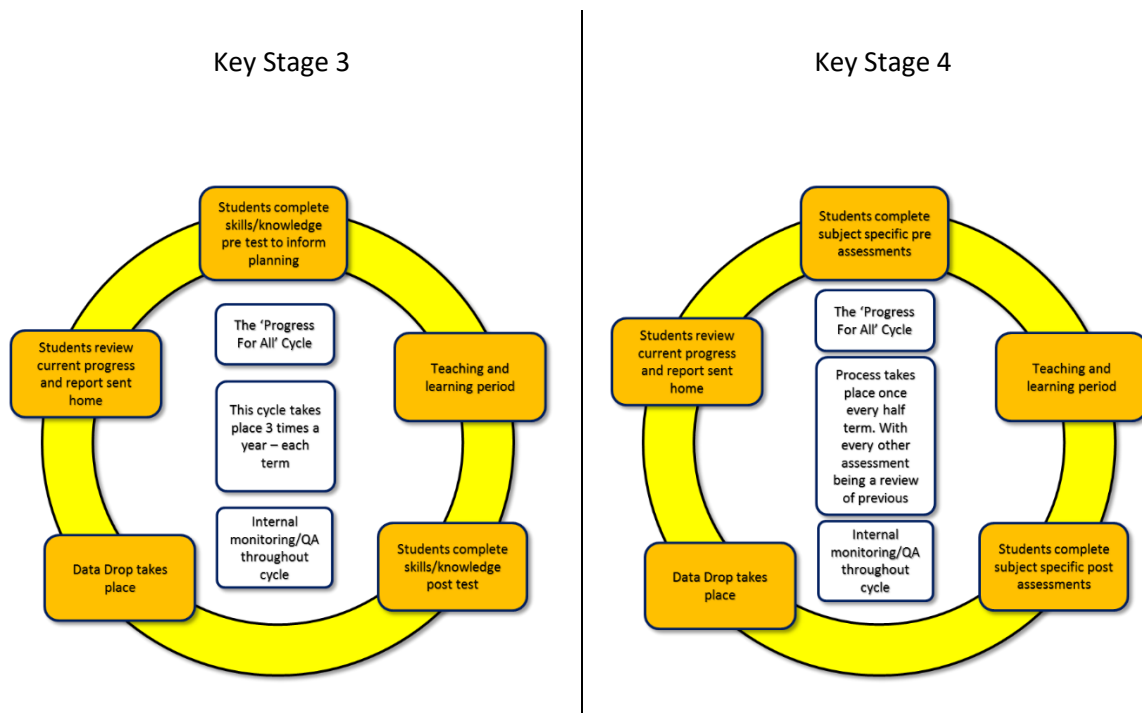 Key Stage 3
Students complete
skills/knowledge
pre test to inform
planning
The ‘Progress
For All’ Cycle
Students review
current progress
and report sent
home
Teaching and
learning period
This cycle takes
place 3 times a
year – each
term
Internal
monitoring/QA
throughout
cycle
Data Drop takes
place
Students complete
skills/knowledge
post test
Key Stage 4
Students complete
subject specific pre
assessments
The ‘Progress
For All’ Cycle
Students review
current progress
and report sent
home
Teaching and
learning period
Process takes
place once
every half
term. With
every other
assessment
being a review
of previous
Internal
monitoring/QA
throughout
cycle
Data Drop takes
place
Students complete
subject specific post
assessments